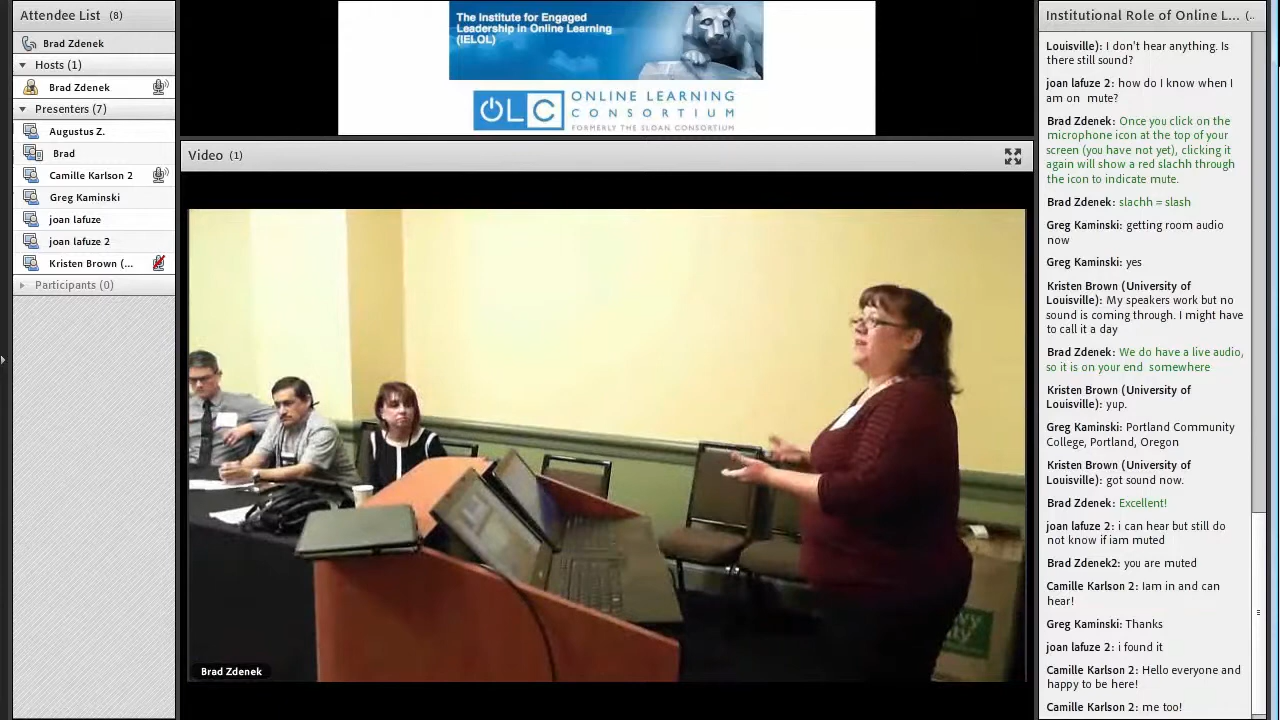 Attendee List (8)
Brad Zdenek
Hosts (1)
Brad Zdenek
Presenters (7)
Augustus Z.
Brad
Camille Karlson 2
Greg Kaminski
joan lafuze
joan lafuze 2
Kristen Brown (...
Participants (0)
The Institute for Engaged
Leadership in Online Learning
(IELOL)
OLC
ONLINE LEARNING
CONSORTIUM
FORMERLY THE SLOAN CONSORTIUM
Video (1)
Brad Zdenek
Institutional Role of Online L... (..
Louisville): I don't hear anything. Is
there still sound?
joan lafuze 2: how do I know when I
am on mute?
Brad Zdenek: once you click on the
microphone icon at the top of your
screen (you have not yet), clicking it
again will show a red slachh through
the icon to indicate mute.
Brad Zdenek: slachh = slash
Greg Kaminski: getting room audio
now
Greg Kaminski: yes
Kristen Brown (University of
Louisville): My speakers work but no
sound is coming through. I might have
to call it a day
Brad Zdenek: We do have a live audio,
so it is on your end somewhere
Kristen Brown (University of
Louisville): yup.
Greg Kaminski: Portland Community
College, Portland, Oregon
Kristen Brown (University of
Louisville): got sound now.
Brad Zdenek: Excellent!
joan lafuze 2: i can hear but still do
not know if iam muted
Brad Zdenek2: you are muted
Camille Karlson 2: Iam in and can
hear!
Greg Kaminski: Thanks
joan lafuze 2: i found it
Camille Karlson 2: Hello everyone and
happy to be here!
Camille Karlson 2: me too!